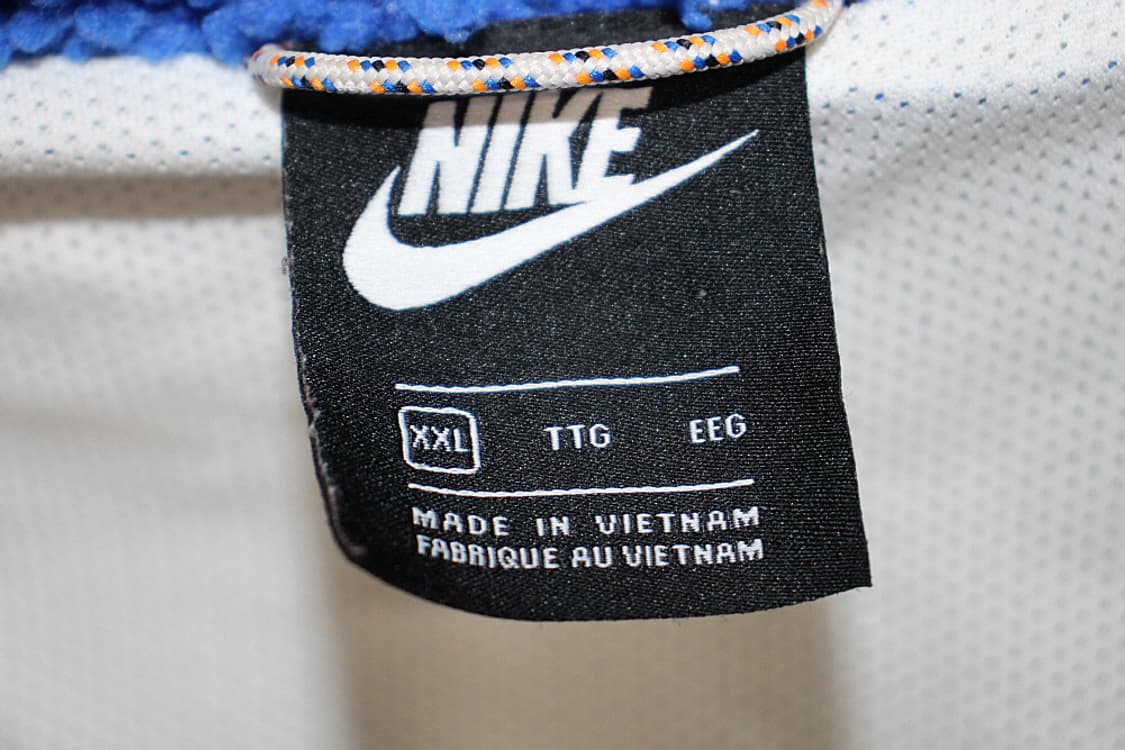 NIKE
XXL TTG EEG
MADE IN VIETNAM
FABRIQUE AU VIETNAM